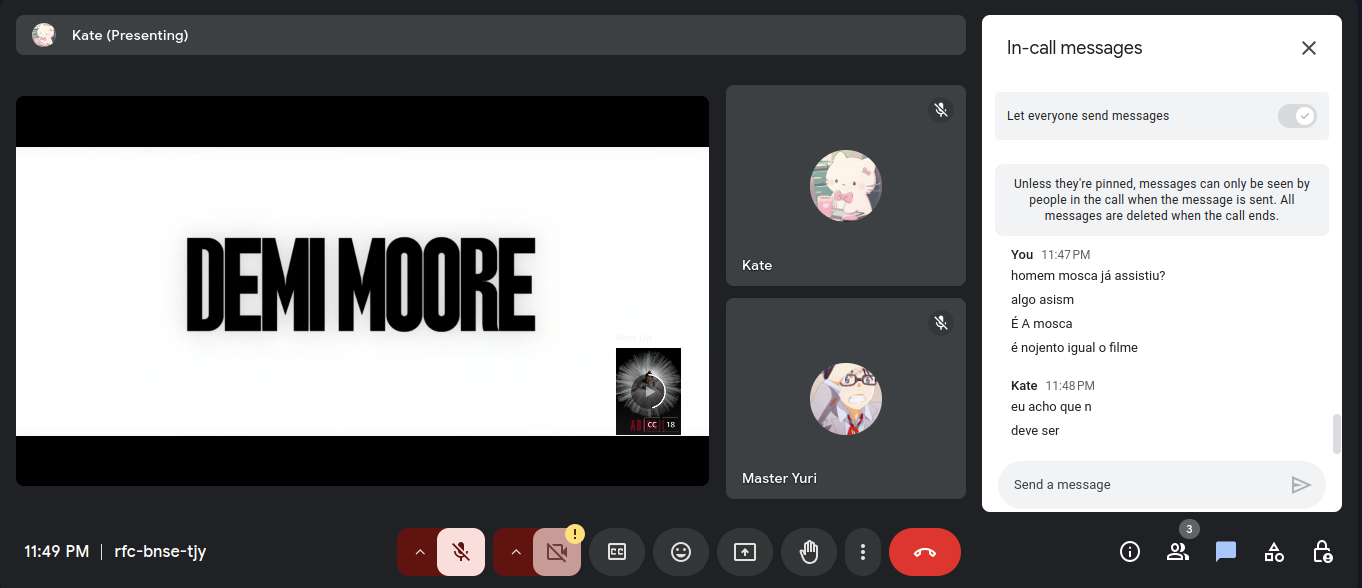 Kate (Presenting)
DEMI MOORE
Next Up
CC 18
Kate
Master Yuri
In-call messages
Let everyone send messages
Unless they're pinned, messages can only be seen by
people in the call when the message is sent. All
messages are deleted when the call ends.
You 11:47 PM
homem mosca já assistiu?
algo asism
É A mosca
é nojento igual o filme
Kate 11:48 PM
eu acho que n
deve ser
Send a message
11:49 PM | rfc-bnse-tjy
!
CC
3